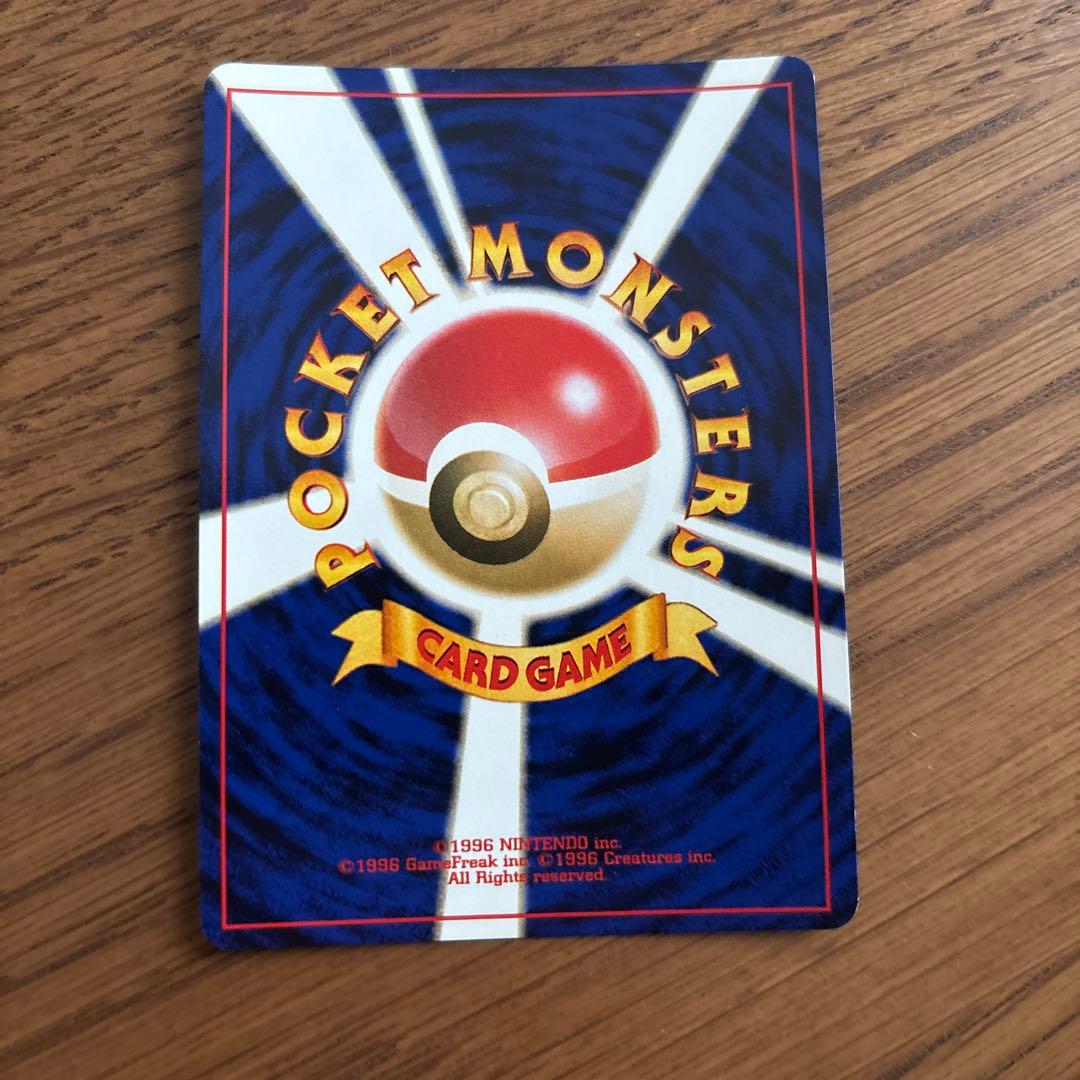 POCKET MONSTERS
CARD GAME
©1996 NINTENDO inc.
©1996 GameFreak inc. ©1996 Creatures inc.
All Rights reserved.